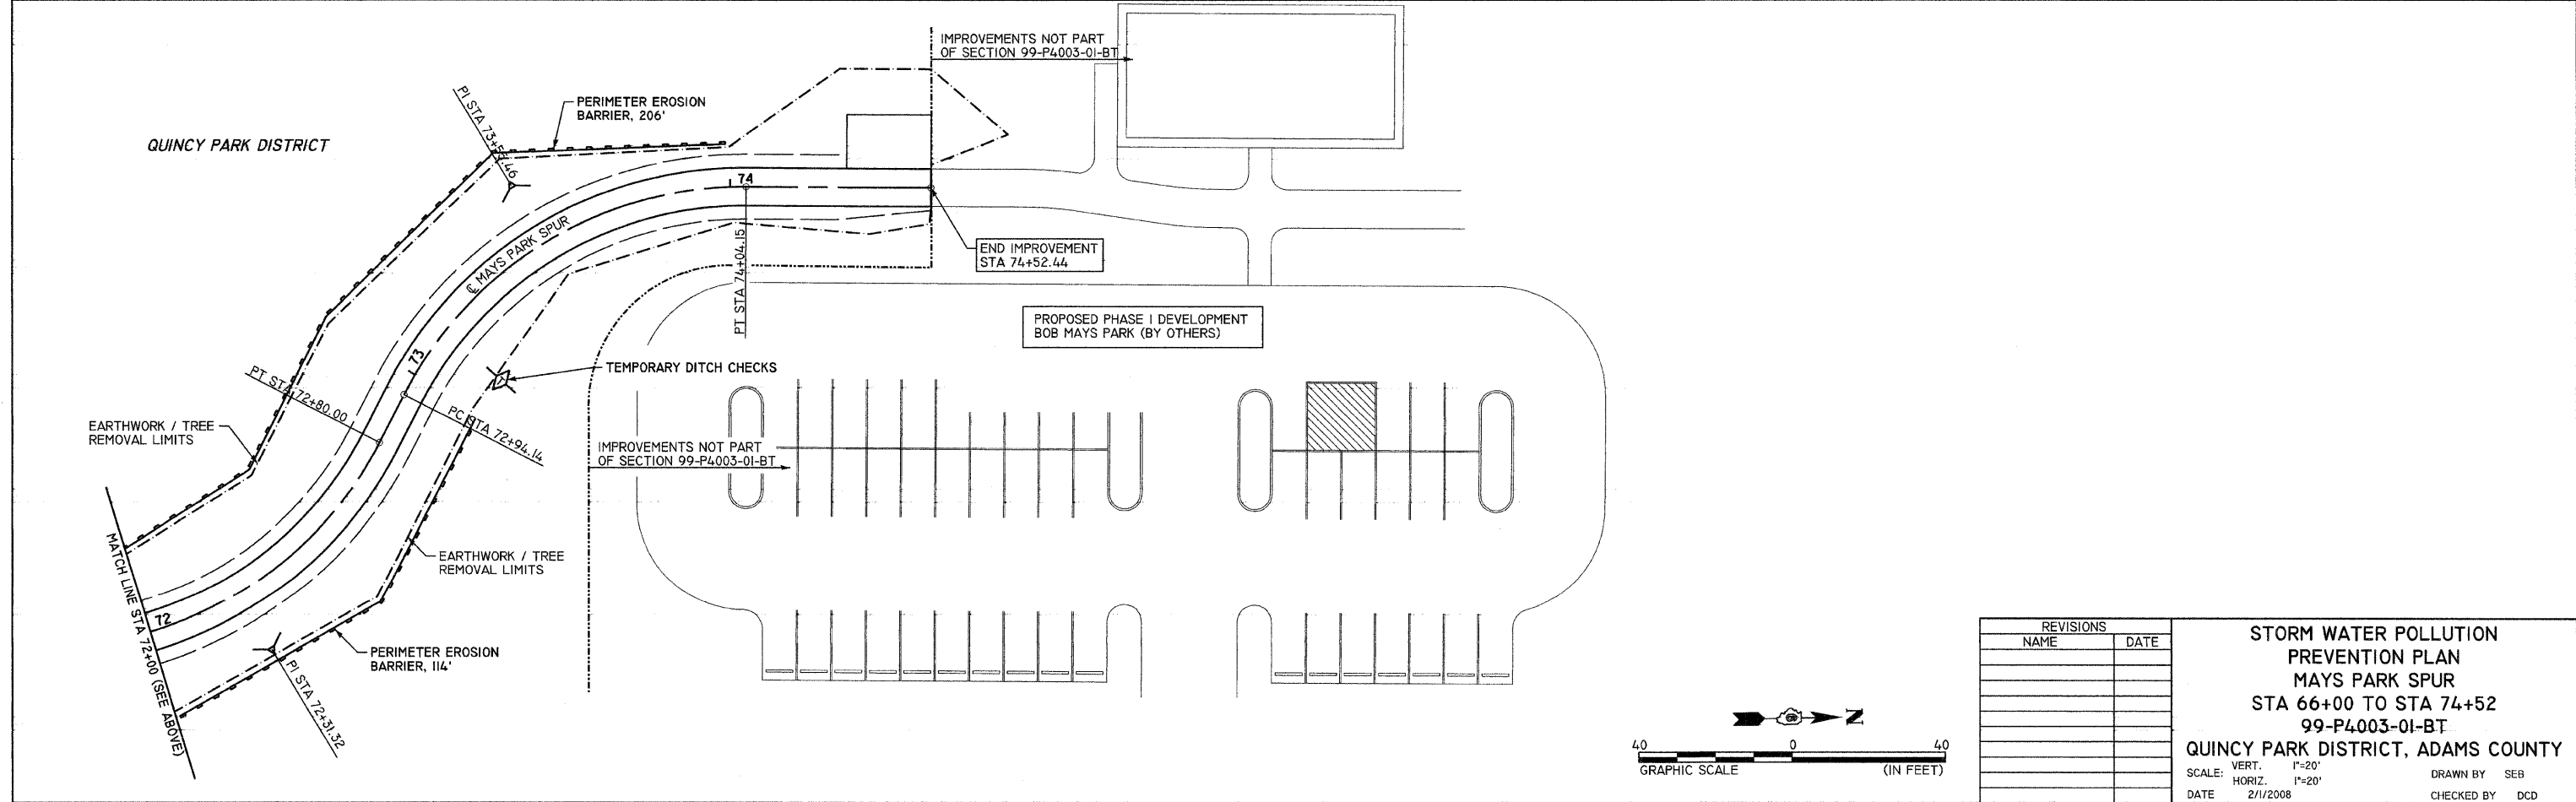 IMPROVEMENTS NOT PART
OF SECTION 99-P4003-01-BT
PERIMETER EROSION
BARRIER, 206'
QUINCY PARK DISTRICT
PI STA 73+53.46
74
℄ MAYS PARK SPUR
PT STA 74+04.15
END IMPROVEMENT
STA 74+52.44
PROPOSED PHASE I DEVELOPMENT
BOB MAYS PARK (BY OTHERS)
73
TEMPORARY DITCH CHECKS
PT STA 72+80.00
PC STA 72+94.14
EARTHWORK / TREE
REMOVAL LIMITS
IMPROVEMENTS NOT PART
OF SECTION 99-P4003-01-BT
EARTHWORK / TREE
REMOVAL LIMITS
MATCH LINE STA 72+00 (SEE ABOVE)
72
PERIMETER EROSION
BARRIER, 114'
PI STA 72+31.32
N
40 0 40
GRAPHIC SCALE (IN FEET)
REVISIONS
NAME DATE
STORM WATER POLLUTION
PREVENTION PLAN
MAYS PARK SPUR
STA 66+00 TO STA 74+52
99-P4003-01-BT
QUINCY PARK DISTRICT, ADAMS COUNTY
SCALE: VERT. 1"=20'
HORIZ. 1"=20'
DRAWN BY SEB
DATE 2/1/2008
CHECKED BY DCD